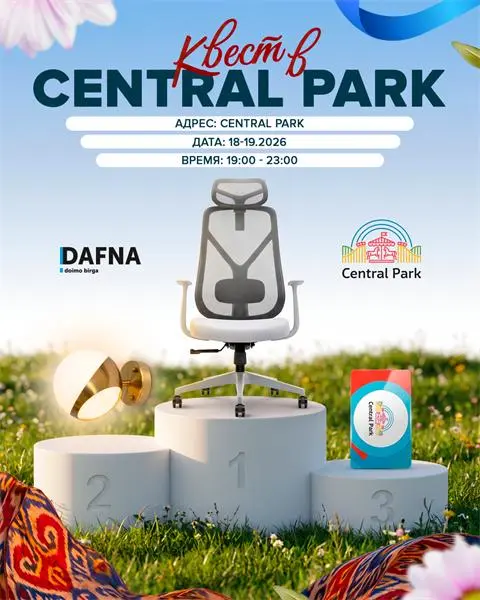 Квест в
CENTRAL PARK
АДРЕС: CENTRAL PARK
ДАТА: 18-19.2026
ВРЕМЯ: 19:00 - 23:00
DAFNA
doimo birga
Central Park
1
2
3
Central Park